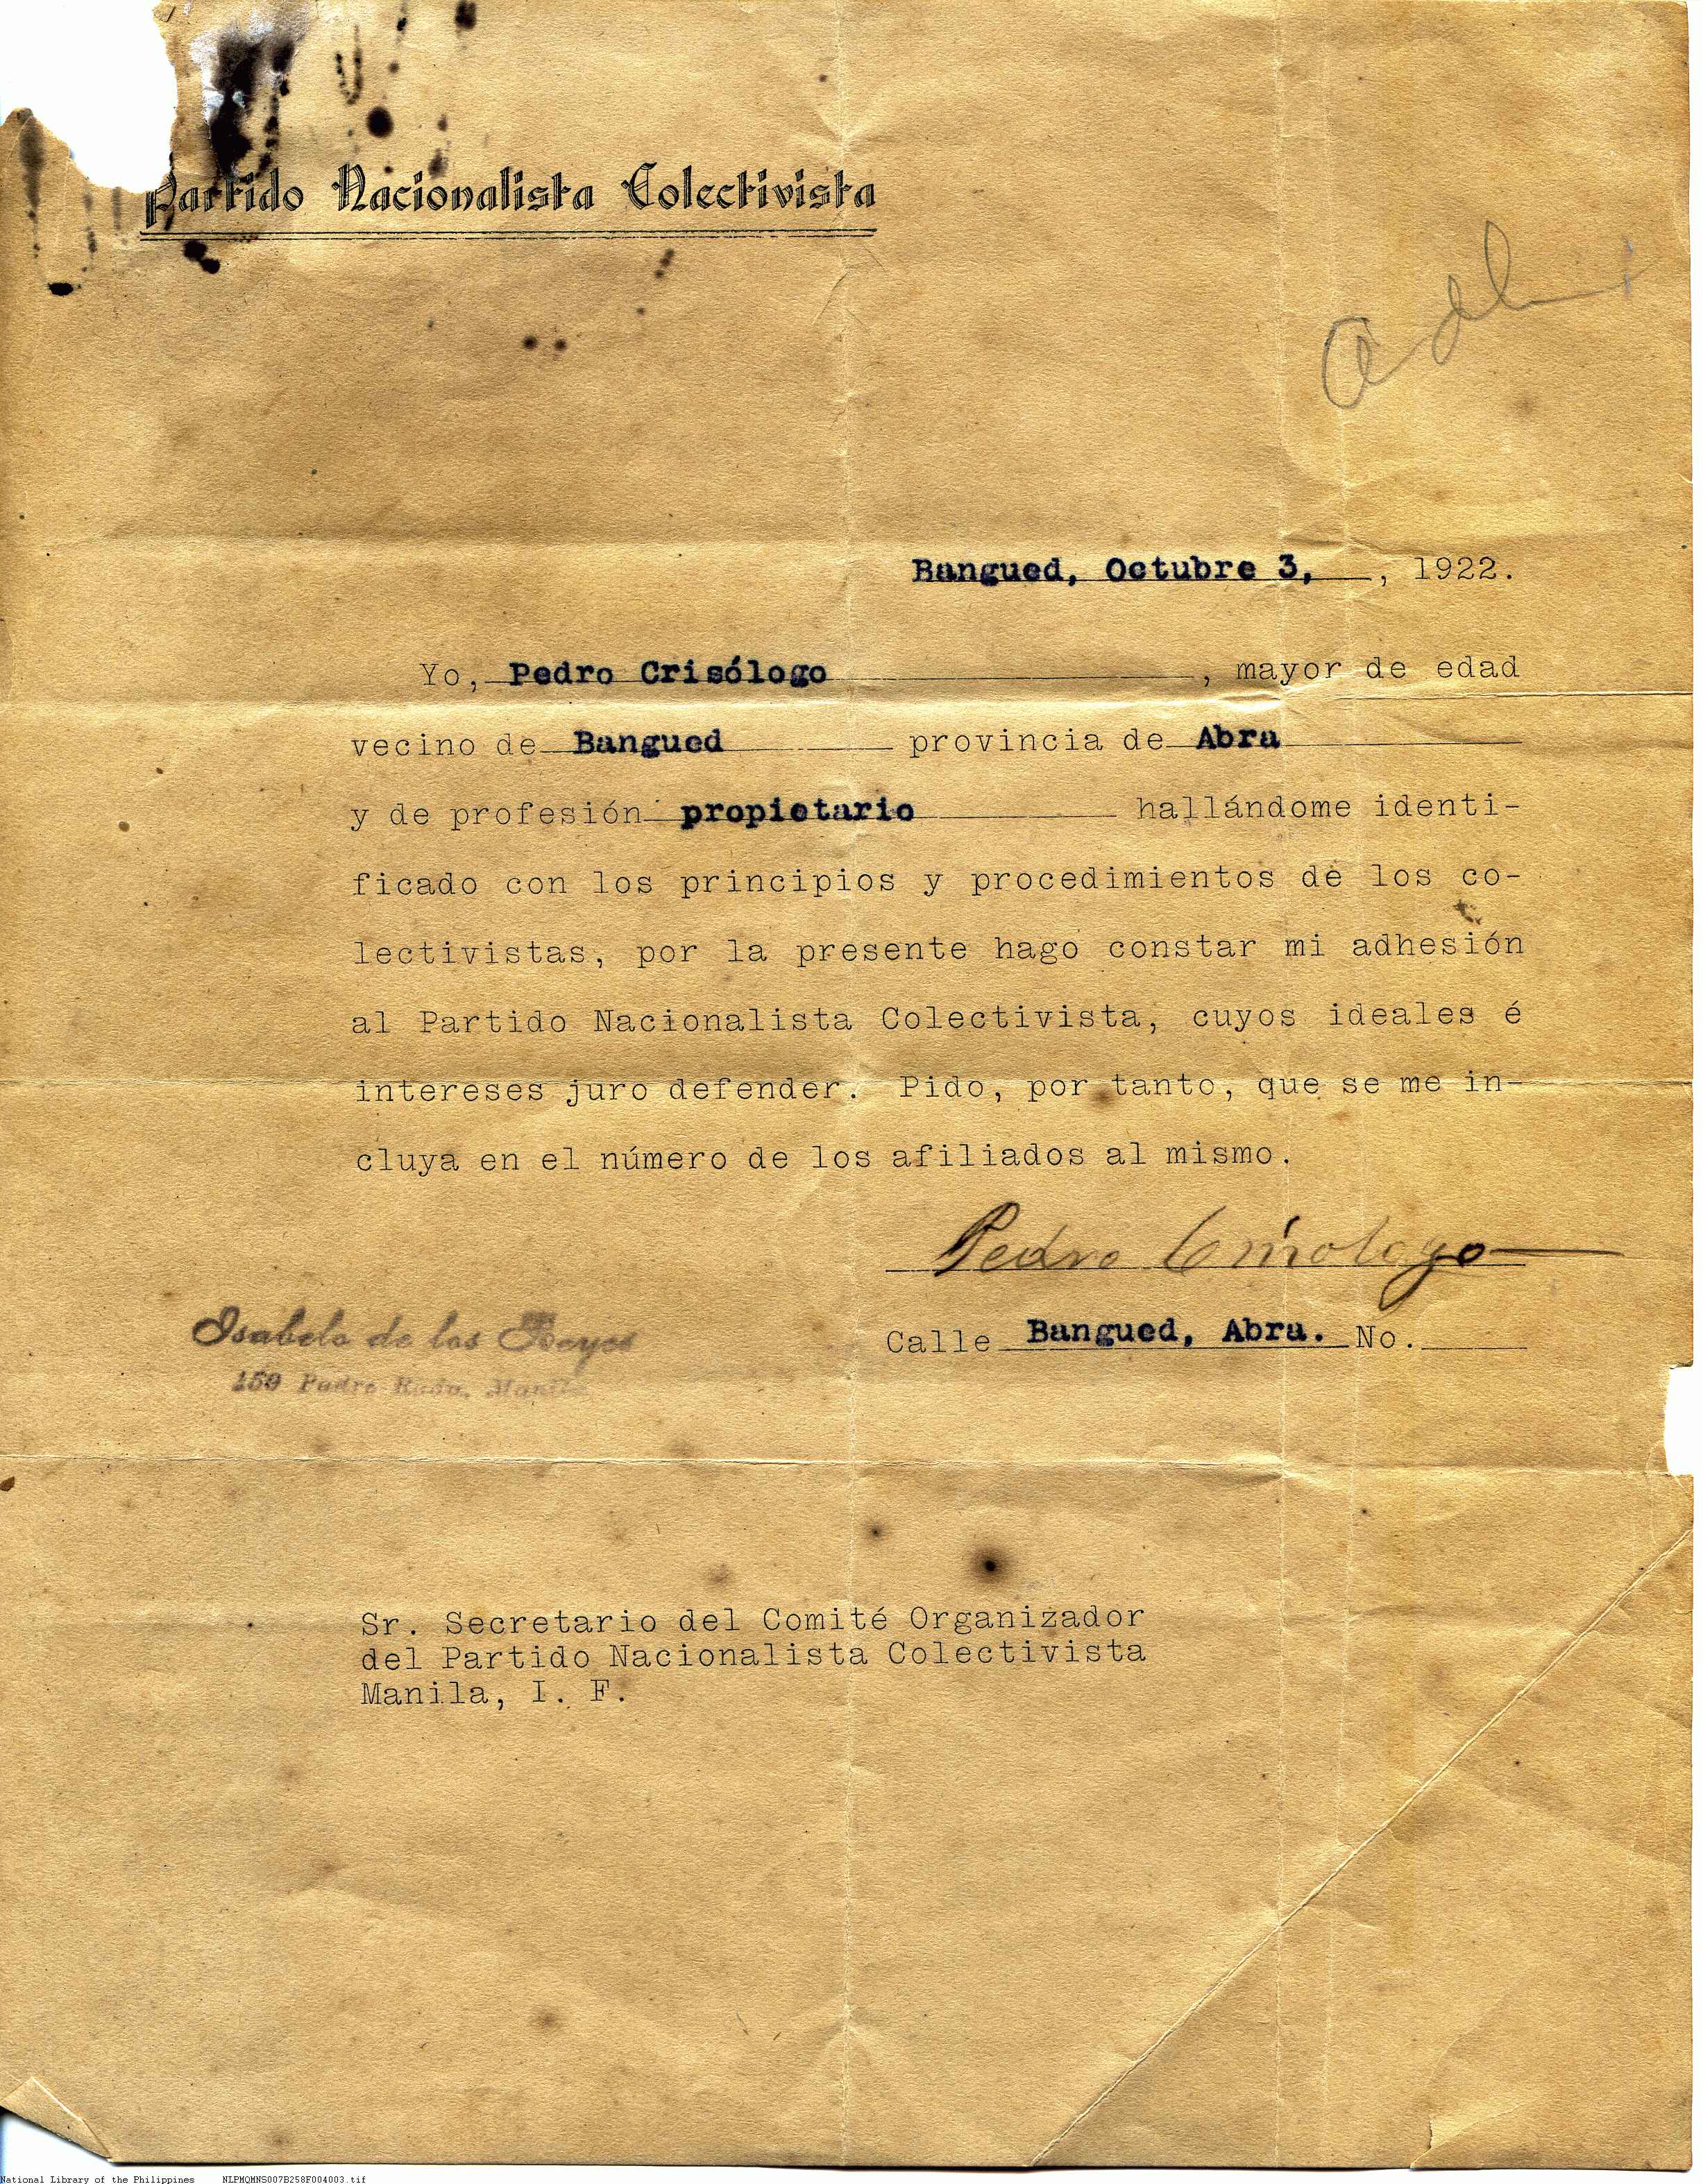 Partido Nacionalista Colectivista
Bangued, Octubre 3, , 1922.
Yo, Pedro Crisólogo , mayor de edad
vecino de Bangued provincia de Abra
y de profesión propietario hallándome identi-
ficado con los principios y procedimientos de los co-
lectivistas, por la presente hago constar mi adhesión
al Partido Nacionalista Colectivista, cuyos ideales é
intereses juro defender. Pido, por tanto, que se me in-
cluya en el número de los afiliados al mismo.
Pedro Crisólogo
Isabelo de los Reyes
Calle Bangued, Abra. No.
159 Padre Rada, Manila
Sr. Secretario del Comité Organizador
del Partido Nacionalista Colectivista
Manila, I. F.
National Library of the Philippines NLPMQMNS007B258F004003.tif